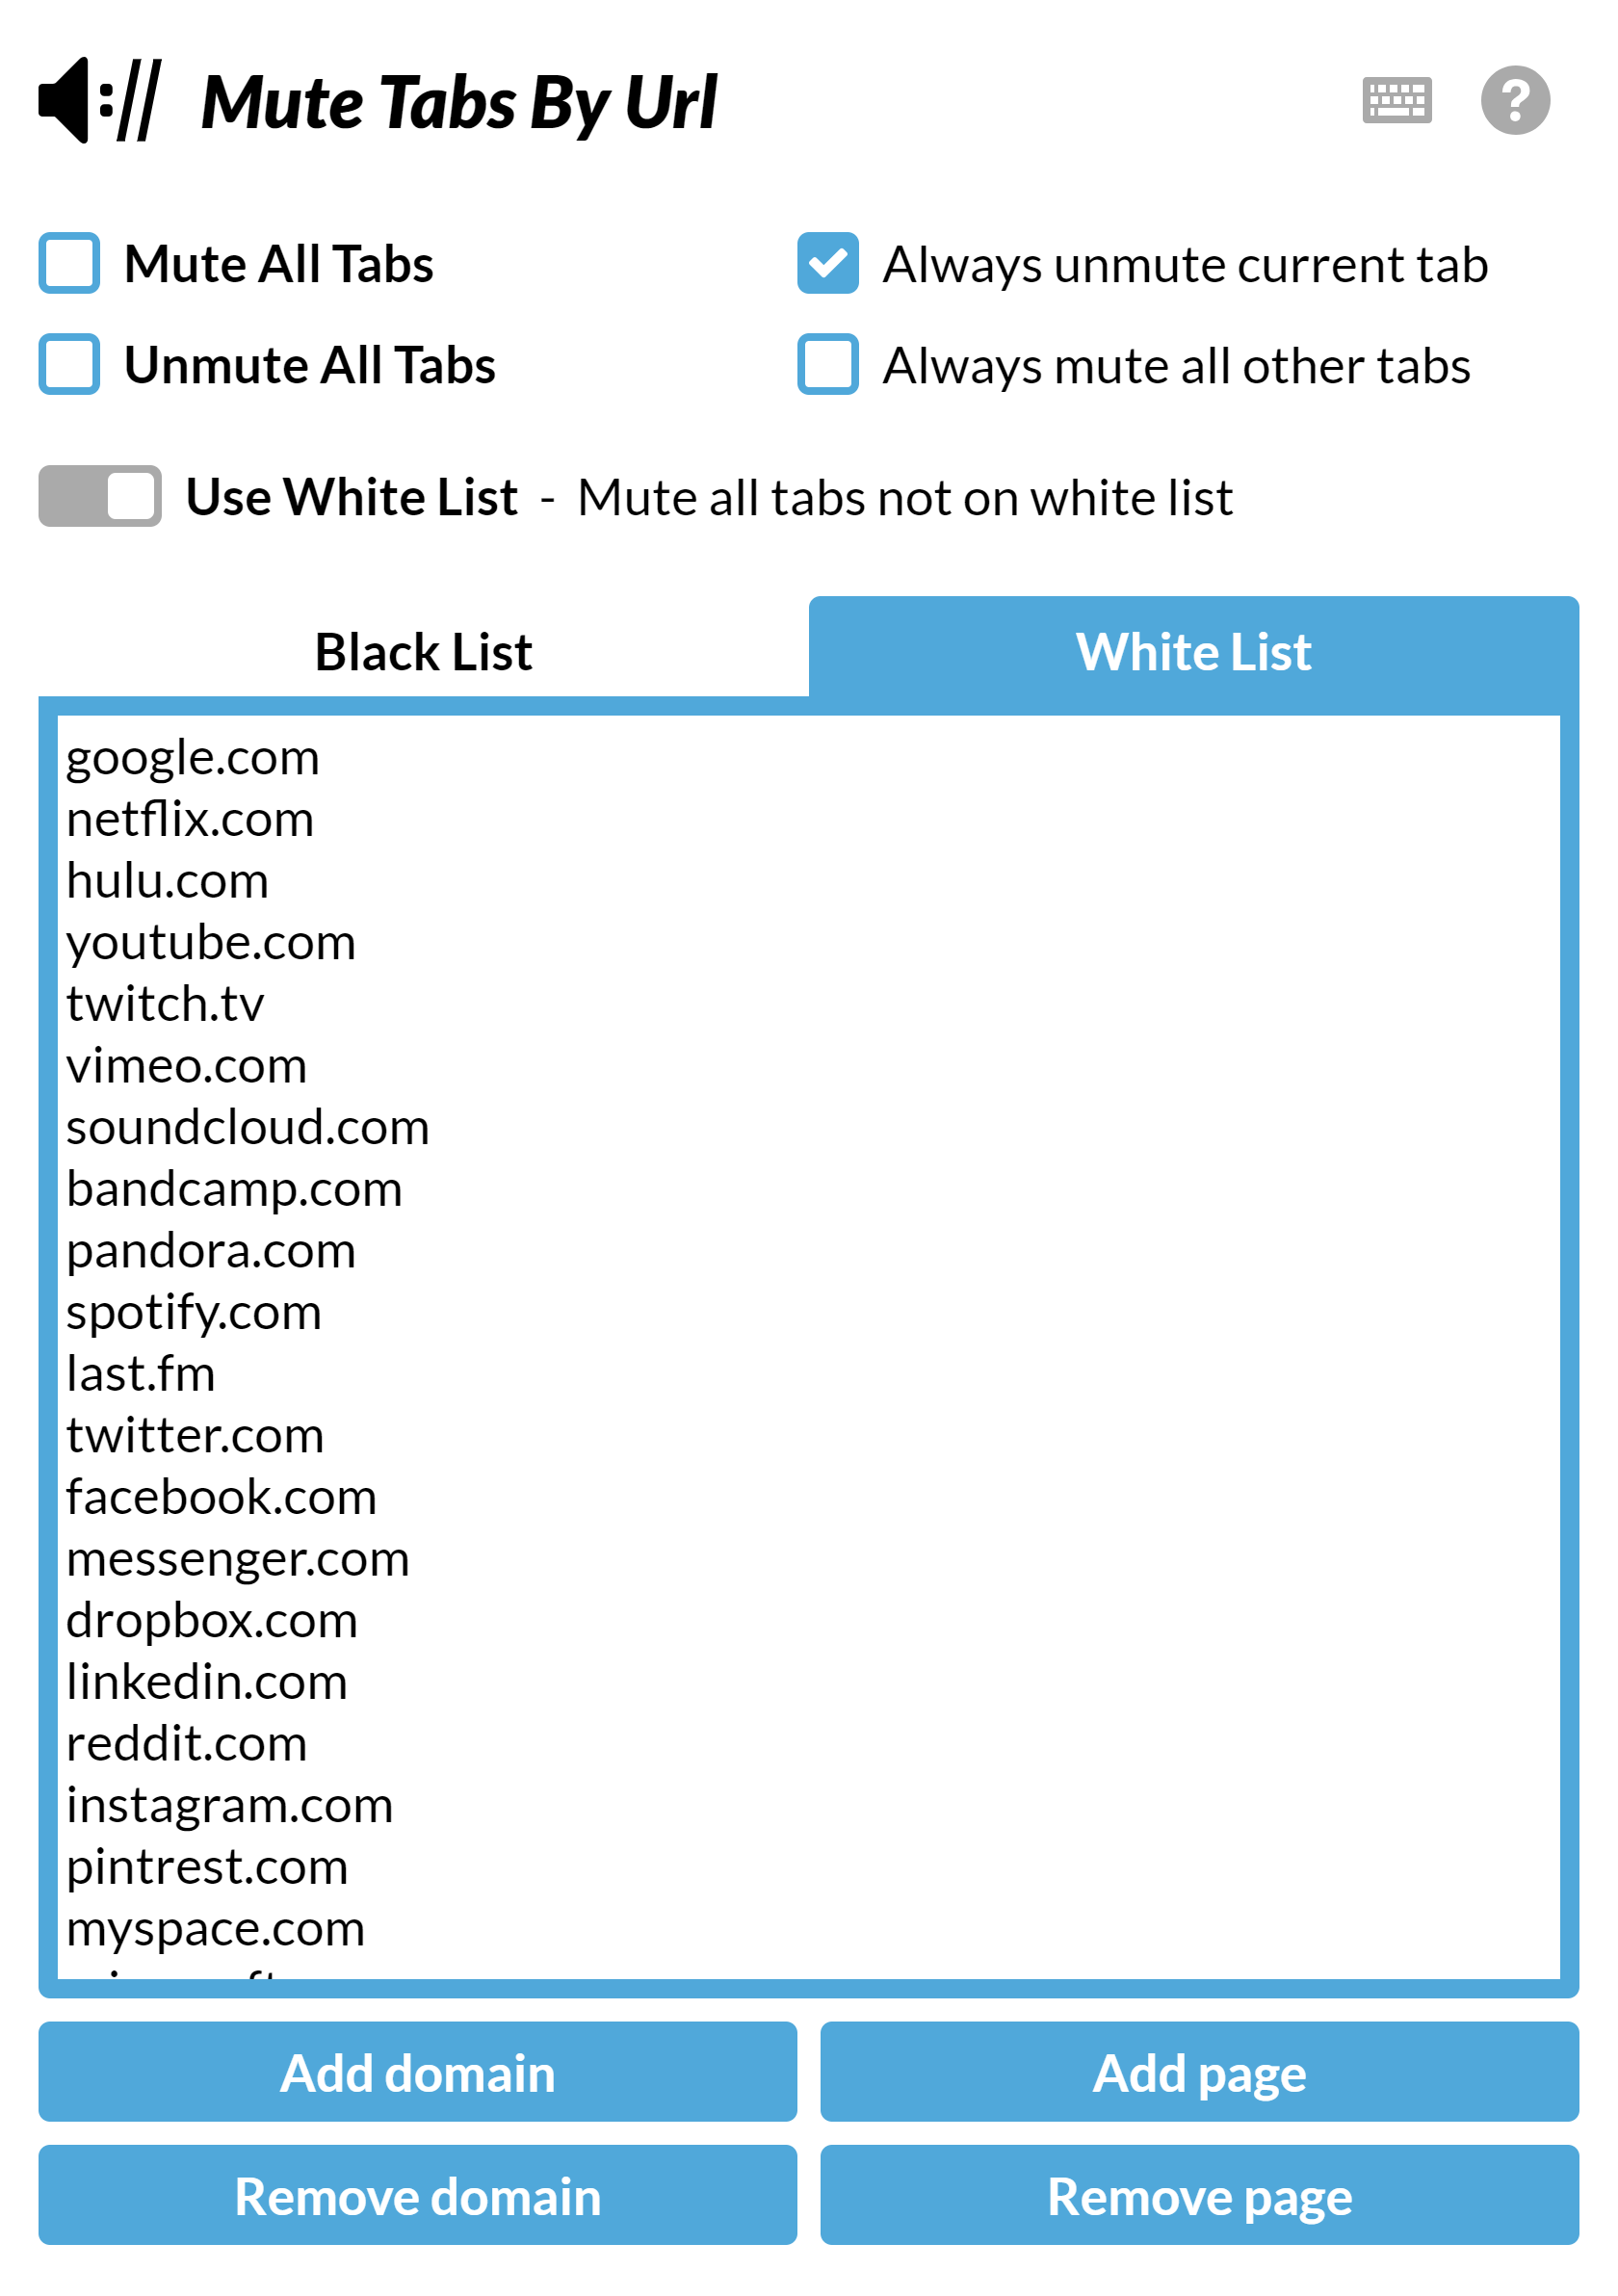 Mute Tabs By Url
Mute All Tabs
Always unmute current tab
Unmute All Tabs
Always mute all other tabs
Use White List - Mute all tabs not on white list
Black List
White List
google.com
netflix.com
hulu.com
youtube.com
twitch.tv
vimeo.com
soundcloud.com
bandcamp.com
pandora.com
spotify.com
last.fm
twitter.com
facebook.com
messenger.com
dropbox.com
linkedin.com
reddit.com
instagram.com
pintrest.com
myspace.com
Add domain
Add page
Remove domain
Remove page